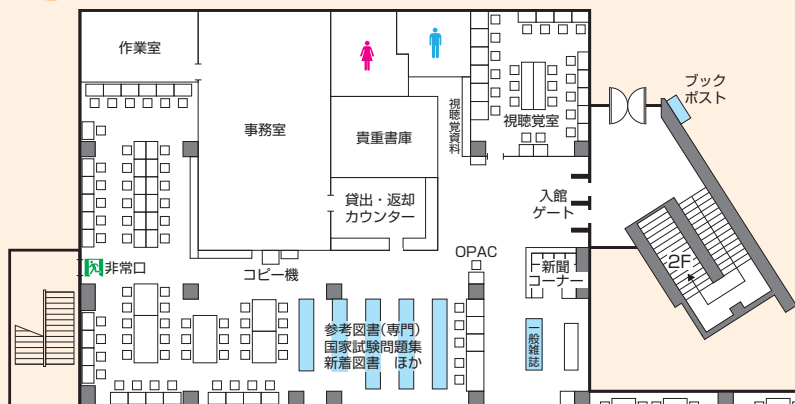 作業室
事務室
貴重書庫
視聴覚資料
視聴覚室
ブック
ポスト
貸出・返却
カウンター
入館
ゲート
OPAC
2F
非常口
コピー機
新聞
コーナー
参考図書(専門)
国家試験問題集
新着図書 ほか
一般雑誌